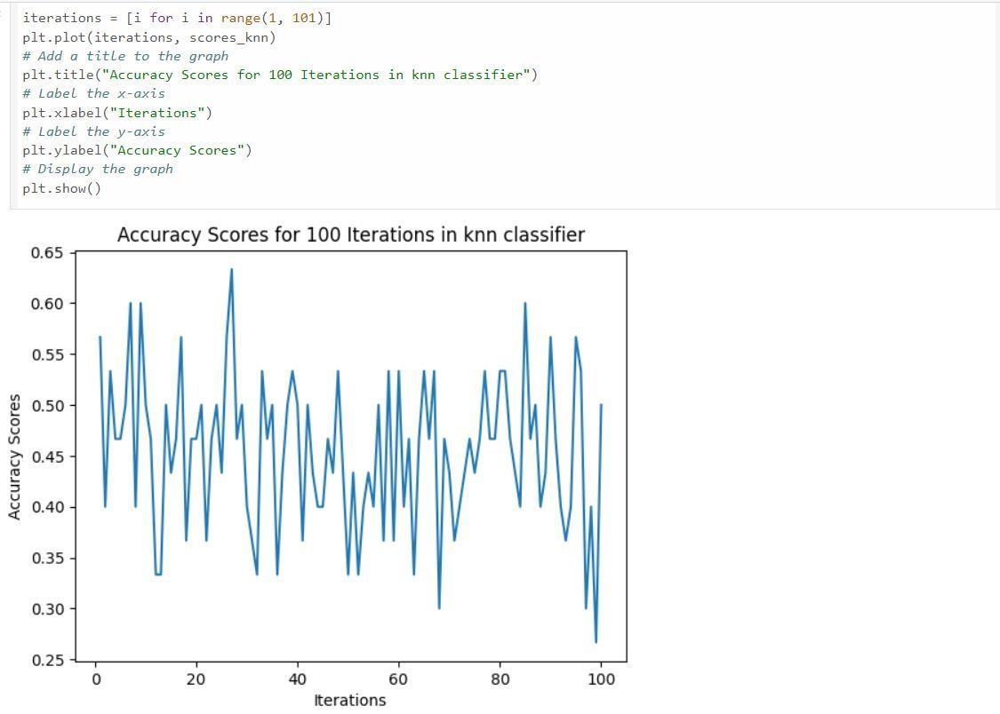 iterations = [i for i in range(1, 101)]
plt.plot(iterations, scores_knn)
# Add a title to the graph
plt.title("Accuracy Scores for 100 Iterations in knn classifier")
# Label the x-axis
plt.xlabel("Iterations")
# Label the y-axis
plt.ylabel("Accuracy Scores")
# Display the graph
plt.show()
Accuracy Scores for 100 Iterations in knn classifier
Accuracy Scores
0.65
0.60
0.55
0.50
0.45
0.40
0.35
0.30
0.25
0 20 40 60 80 100
Iterations